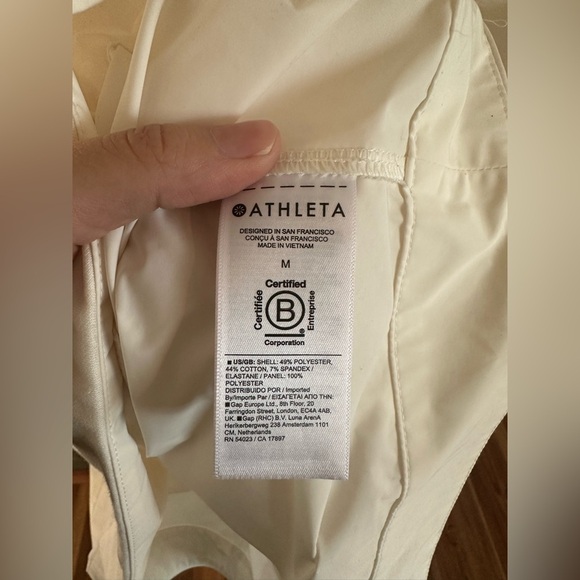 ATHLETA
DESIGNED IN SAN FRANCISCO
CONÇU À SAN FRANCISCO
MADE IN VIETNAM
M
Certified
Certifiée
B
Entreprise
Corporation
US/GB: SHELL: 49% POLYESTER,
44% COTTON, 7% SPANDEX /
ELASTANE / PANEL: 100%
POLYESTER
DISTRIBUIDO POR / Imported
By/Importe Par / ΕΙΣΑΓΕΤΑΙ ΑΠΟ ΤΗΝ:
■ Gap Europe Ltd., 8th Floor, 20
Farringdon Street, London, EC4A 4AB,
UK. ■ Gap (RHC) B.V. Luna ArenA
Herikerbergweg 238 Amsterdam 1101
CM, Netherlands
RN 54023 / CA 17897